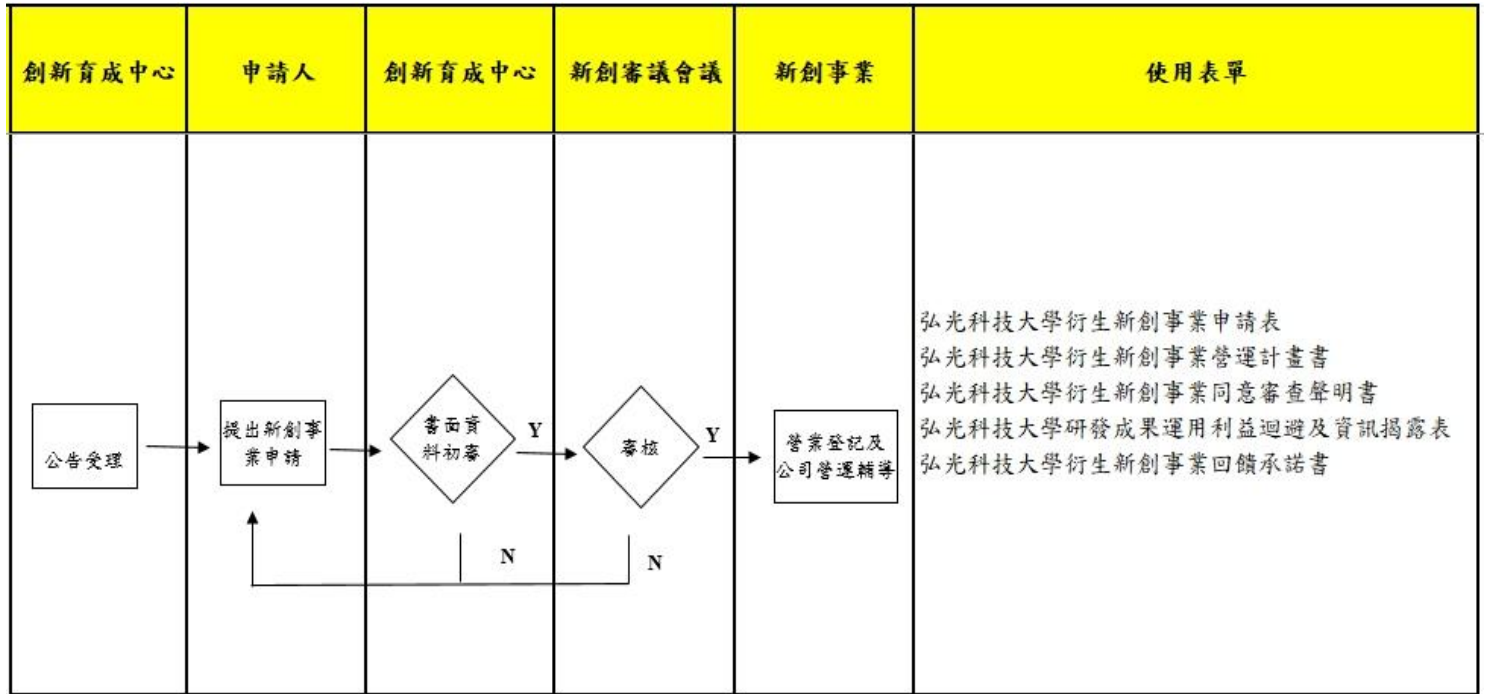 創新育成中心
申請人
創新育成中心
新創審議會議
新創事業
使用表單
公告受理
提出新創事
業申請
書面資
料初審
Y
N
審核
Y
N
營業登記及
公司營運輔導
弘光科技大學衍生新創事業申請表
弘光科技大學衍生新創事業營運計畫書
弘光科技大學衍生新創事業同意審查聲明書
弘光科技大學研發成果運用利益迴避及資訊揭露表
弘光科技大學衍生新創事業回饋承諾書